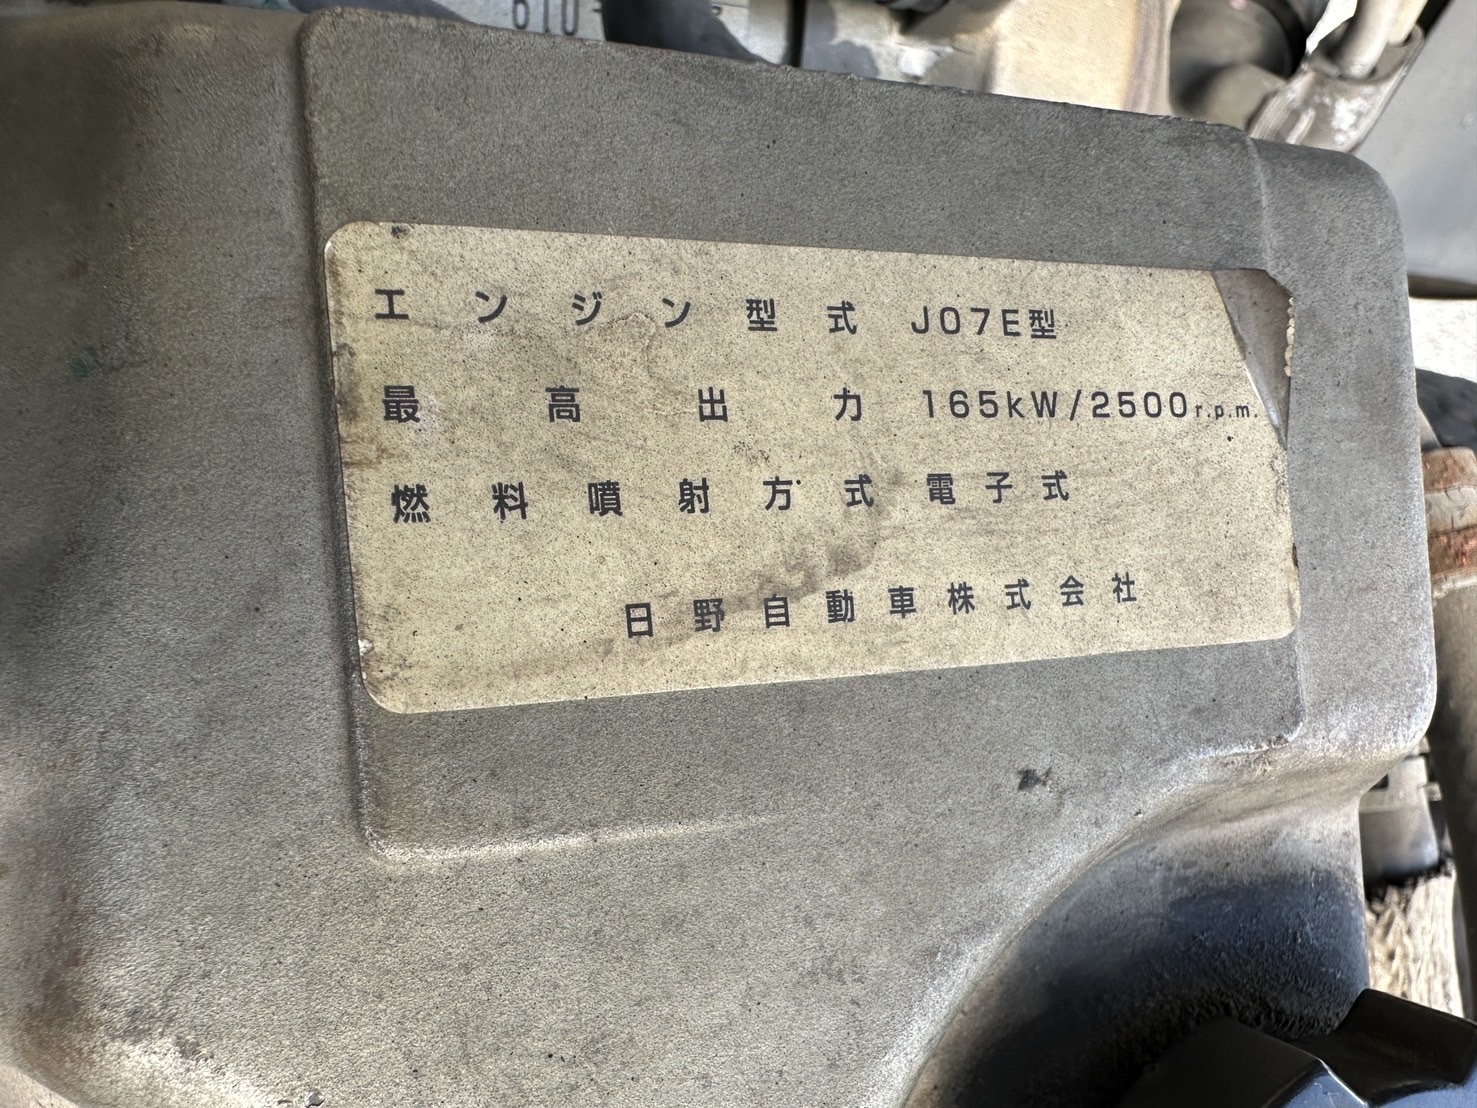 610
エンジン型式 J07E型
最高出力 165kW/2500r.p.m.
燃料噴射方式 電子式
日野自動車株式会社